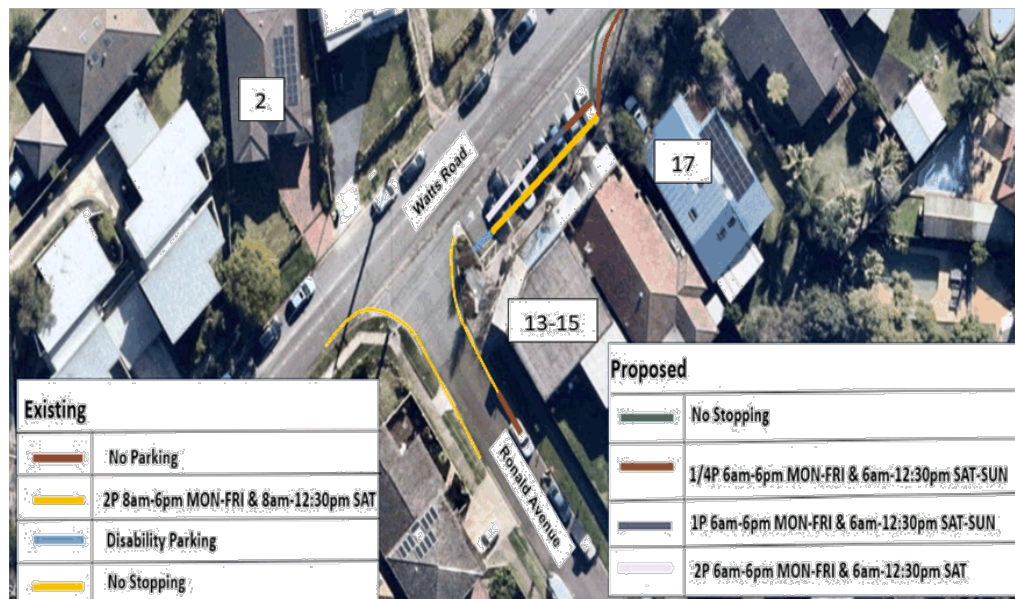 2
Watts Road
17
13-15
Ronald Avenue
Existing
No Parking
2P 8am-6pm MON-FRI & 8am-12:30pm SAT
Disability Parking
No Stopping
Proposed
No Stopping
1/4P 6am-6pm MON-FRI & 6am-12:30pm SAT-SUN
1P 6am-6pm MON-FRI & 6am-12:30pm SAT-SUN
2P 6am-6pm MON-FRI & 6am-12:30pm SAT